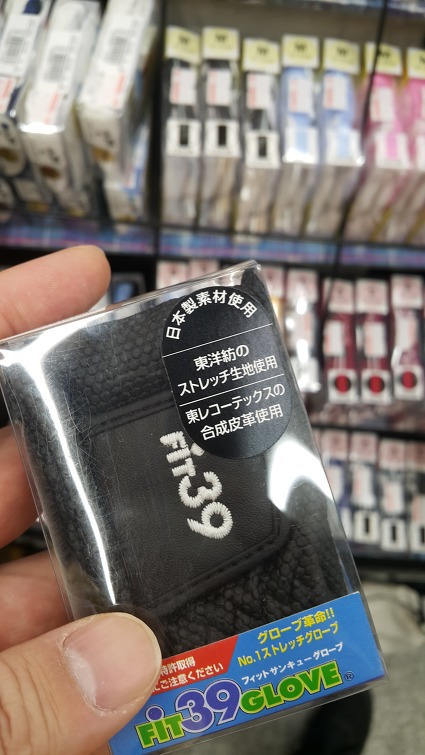 日本製素材使用
東洋紡の
ストレッチ生地使用
東レコーテックスの
合成皮革使用
FiT39
特許取得
にご注意ください
グローブ革命!!
No.1ストレッチグローブ
フィットサンキューグローブ
FiT39GLOVE®